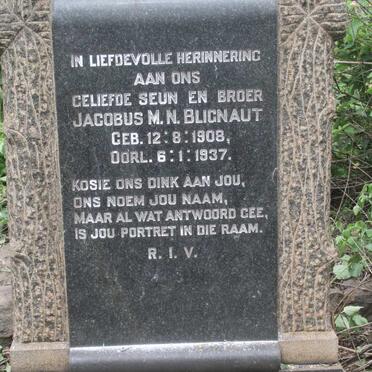 IN LIEFDEVOLLE HERINNERING
AAN ONS
GELIEFDE SEUN EN BROER
JACOBUS M.N. BLIGNAUT
GEB. 12·8·1908,
OORL. 6·1·1937.
KOSIE ONS DINK AAN JOU,
ONS NOEM JOU NAAM,
MAAR AL WAT ANTWOORD GEE,
IS JOU PORTRET IN DIE RAAM.
R. I. V.